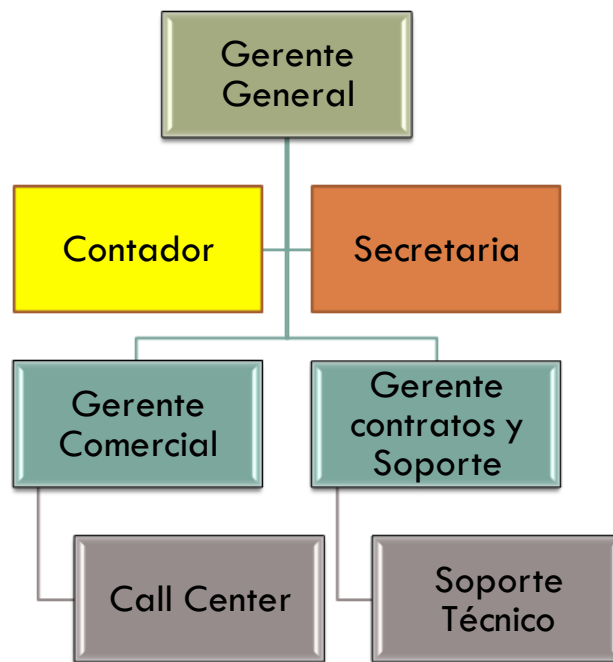 Gerente
General
Contador
Secretaria
Gerente
Comercial
Gerente
contratos y
Soporte
Call Center
Soporte
Técnico